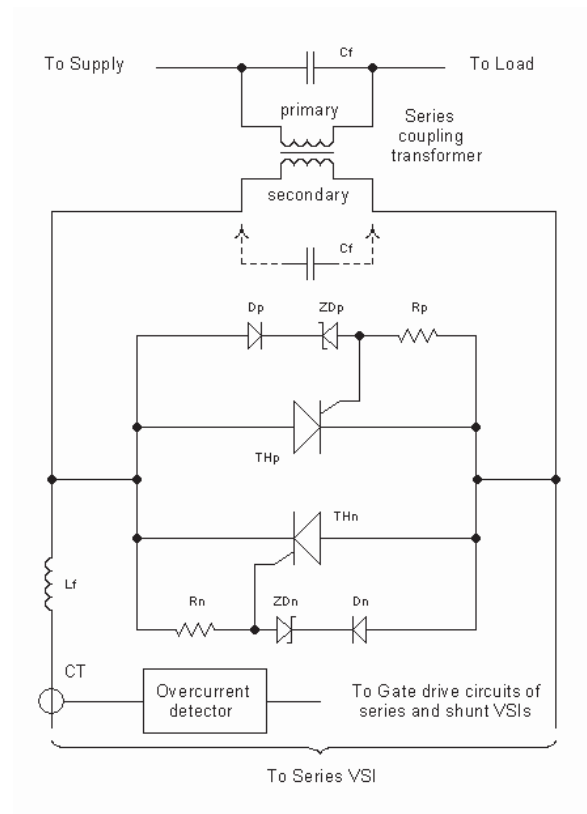 Cf
To Supply
To Load
primary
Series
coupling
transformer
secondary
Cf
Dp
ZDp
Rp
THp
THn
Lf
Rn
ZDn
Dn
CT
Overcurrent
detector
To Gate drive circuits of
series and shunt VSIs
To Series VSI